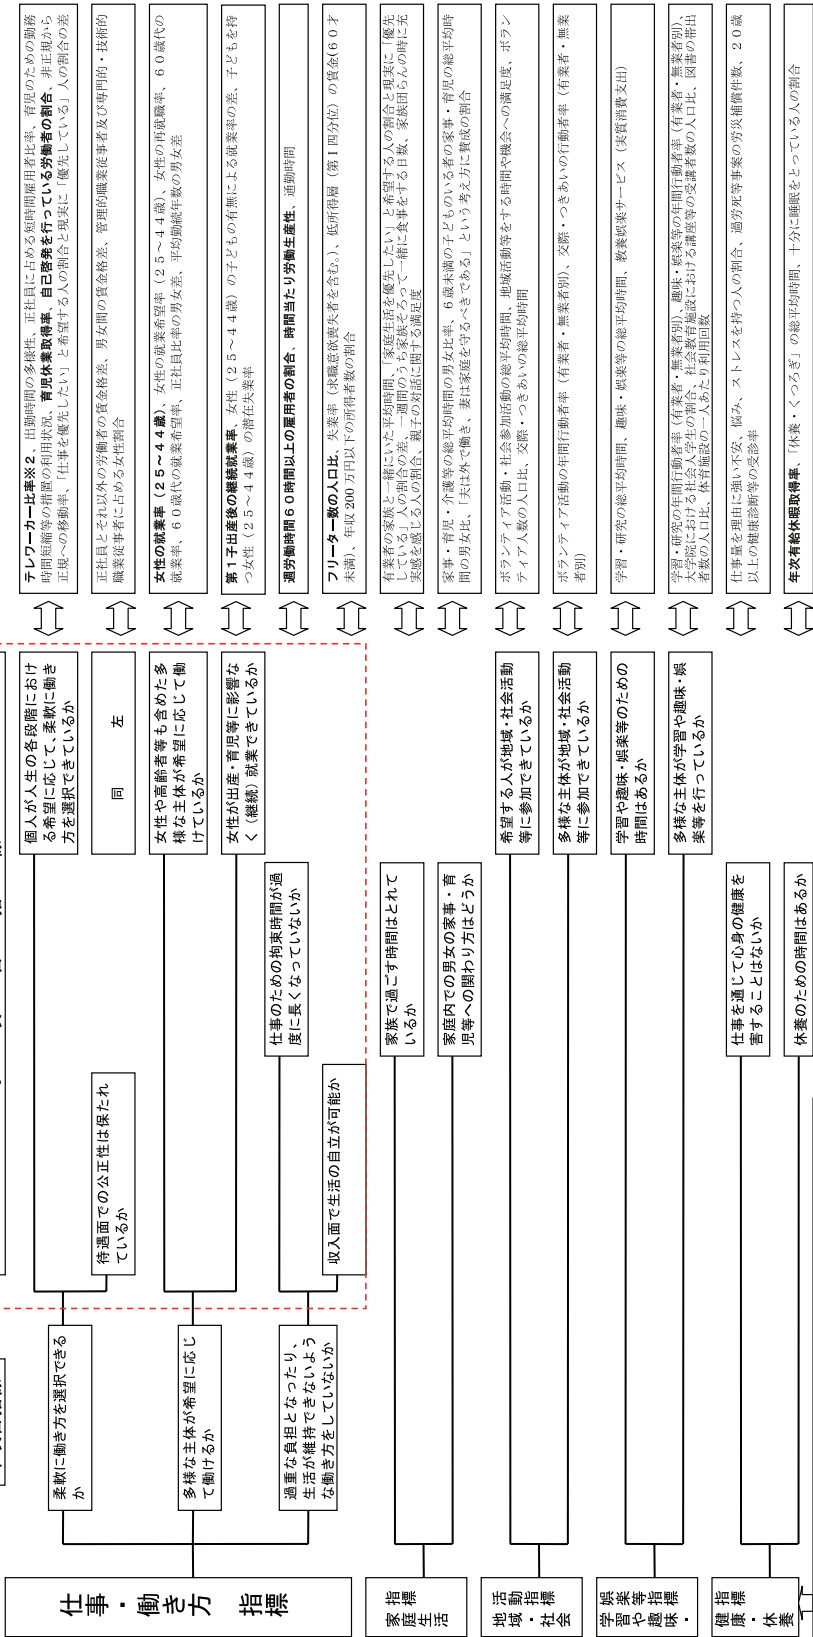 仕事・働き方 指標
柔軟に働き方を選択できる
か
個人が人生の各段階におけ
る希望に応じて、柔軟に働き
方を選択できているか
テレワーカー比率※２、出勤時間の多様性、正社員に占める短時間雇用者比率、育児のための勤務
時間短縮等の措置の利用状況、育児休業取得率、自己啓発を行っている労働者の割合、非正規から
正規への移動率、「仕事を優先したい」と希望する人の割合と現実に「優先している」人の割合の差
待遇面での公正性は保たれ
ているか
同　左
正社員とそれ以外の労働者の賃金格差、男女間の賃金格差、管理的職業従事者及び専門的・技術的
職業従事者に占める女性割合
多様な主体が希望に応じ
て働けるか
女性や高齢者等も含めた多
様な主体が希望に応じて働
けているか
女性の就業率（２５～４４歳）、女性の就業希望率（２５～４４歳）、女性の再就職率、６０歳代の
就業率、６０歳代の就業希望率、正社員比率の男女差、平均勤続年数の男女差
女性が出産・育児等に影響な
く（継続）就業できているか
第１子出産後の継続就業率、女性（２５～４４歳）の子どもの有無による就業率の差、子どもを持
つ女性（２５～４４歳）の潜在失業率
過重な負担となったり、
生活が維持できないよう
な働き方をしていないか
仕事のための拘束時間が過
度に長くなっていないか
週労働時間６０時間以上の雇用者の割合、時間当たり労働生産性、通勤時間
収入面で生活の自立が可能か
フリーター数の人口比、失業率（求職意欲喪失者を含む。）、低所得層（第Ⅰ四分位）の賃金(６０才
未満)、年収200万円以下の所得者数の割合
家庭生活
指標
家族で過ごす時間はとれて
いるか
有業者の家族と一緒にいた平均時間、「家庭生活を優先したい」と希望する人の割合と現実に「優先
している」人の割合の差、一週間のうち家族そろって一緒に食事をする日数、家族団らんの時に充
実感を感じる人の割合、親子の対話に関する満足度
家庭内での男女の家事・育
児等への関わり方はどうか
家事・育児・介護等の総平均時間の男女比率、６歳未満の子どものいる者の家事・育児の総平均時
間の男女比、「夫は外で働き、妻は家庭を守るべきである」という考え方に賛成の割合
地域・社会
活動指標
希望する人が地域・社会活動
等に参加できているか
ボランティア活動・社会参加活動の総平均時間、地域活動等をする時間や機会への満足度、ボラン
ティア人数の人口比、交際・つきあいの総平均時間
多様な主体が地域・社会活動
等に参加できているか
ボランティア活動の年間行動者率（有業者・無業者別）、交際・つきあいの行動者率（有業者・無業
者別）
学習や趣味・
娯楽等指標
学習や趣味・娯楽等のための
時間はあるか
学習・研究の総平均時間、趣味・娯楽等の総平均時間、教養娯楽サービス（実質消費支出）
多様な主体が学習や趣味・娯
楽等を行っているか
学習・研究の年間行動者率（有業者・無業者別）、趣味・娯楽等の年間行動者率（有業者・無業者別）、
大学院における社会人学生の割合、社会教育施設における講座等の受講者数の人口比、図書の帯出
者数の人口比、体育施設の一人あたり利用回数
健康・休養
指標
仕事を通じて心身の健康を
害することはないか
仕事量を理由に強い不安、悩み、ストレスを持つ人の割合、過労死等事案の労災補償件数、２０歳
以上の健康診断等の受診率
休養のための時間はあるか
年次有給休暇取得率、「休養・くつろぎ」の総平均時間、十分に睡眠をとっている人の割合